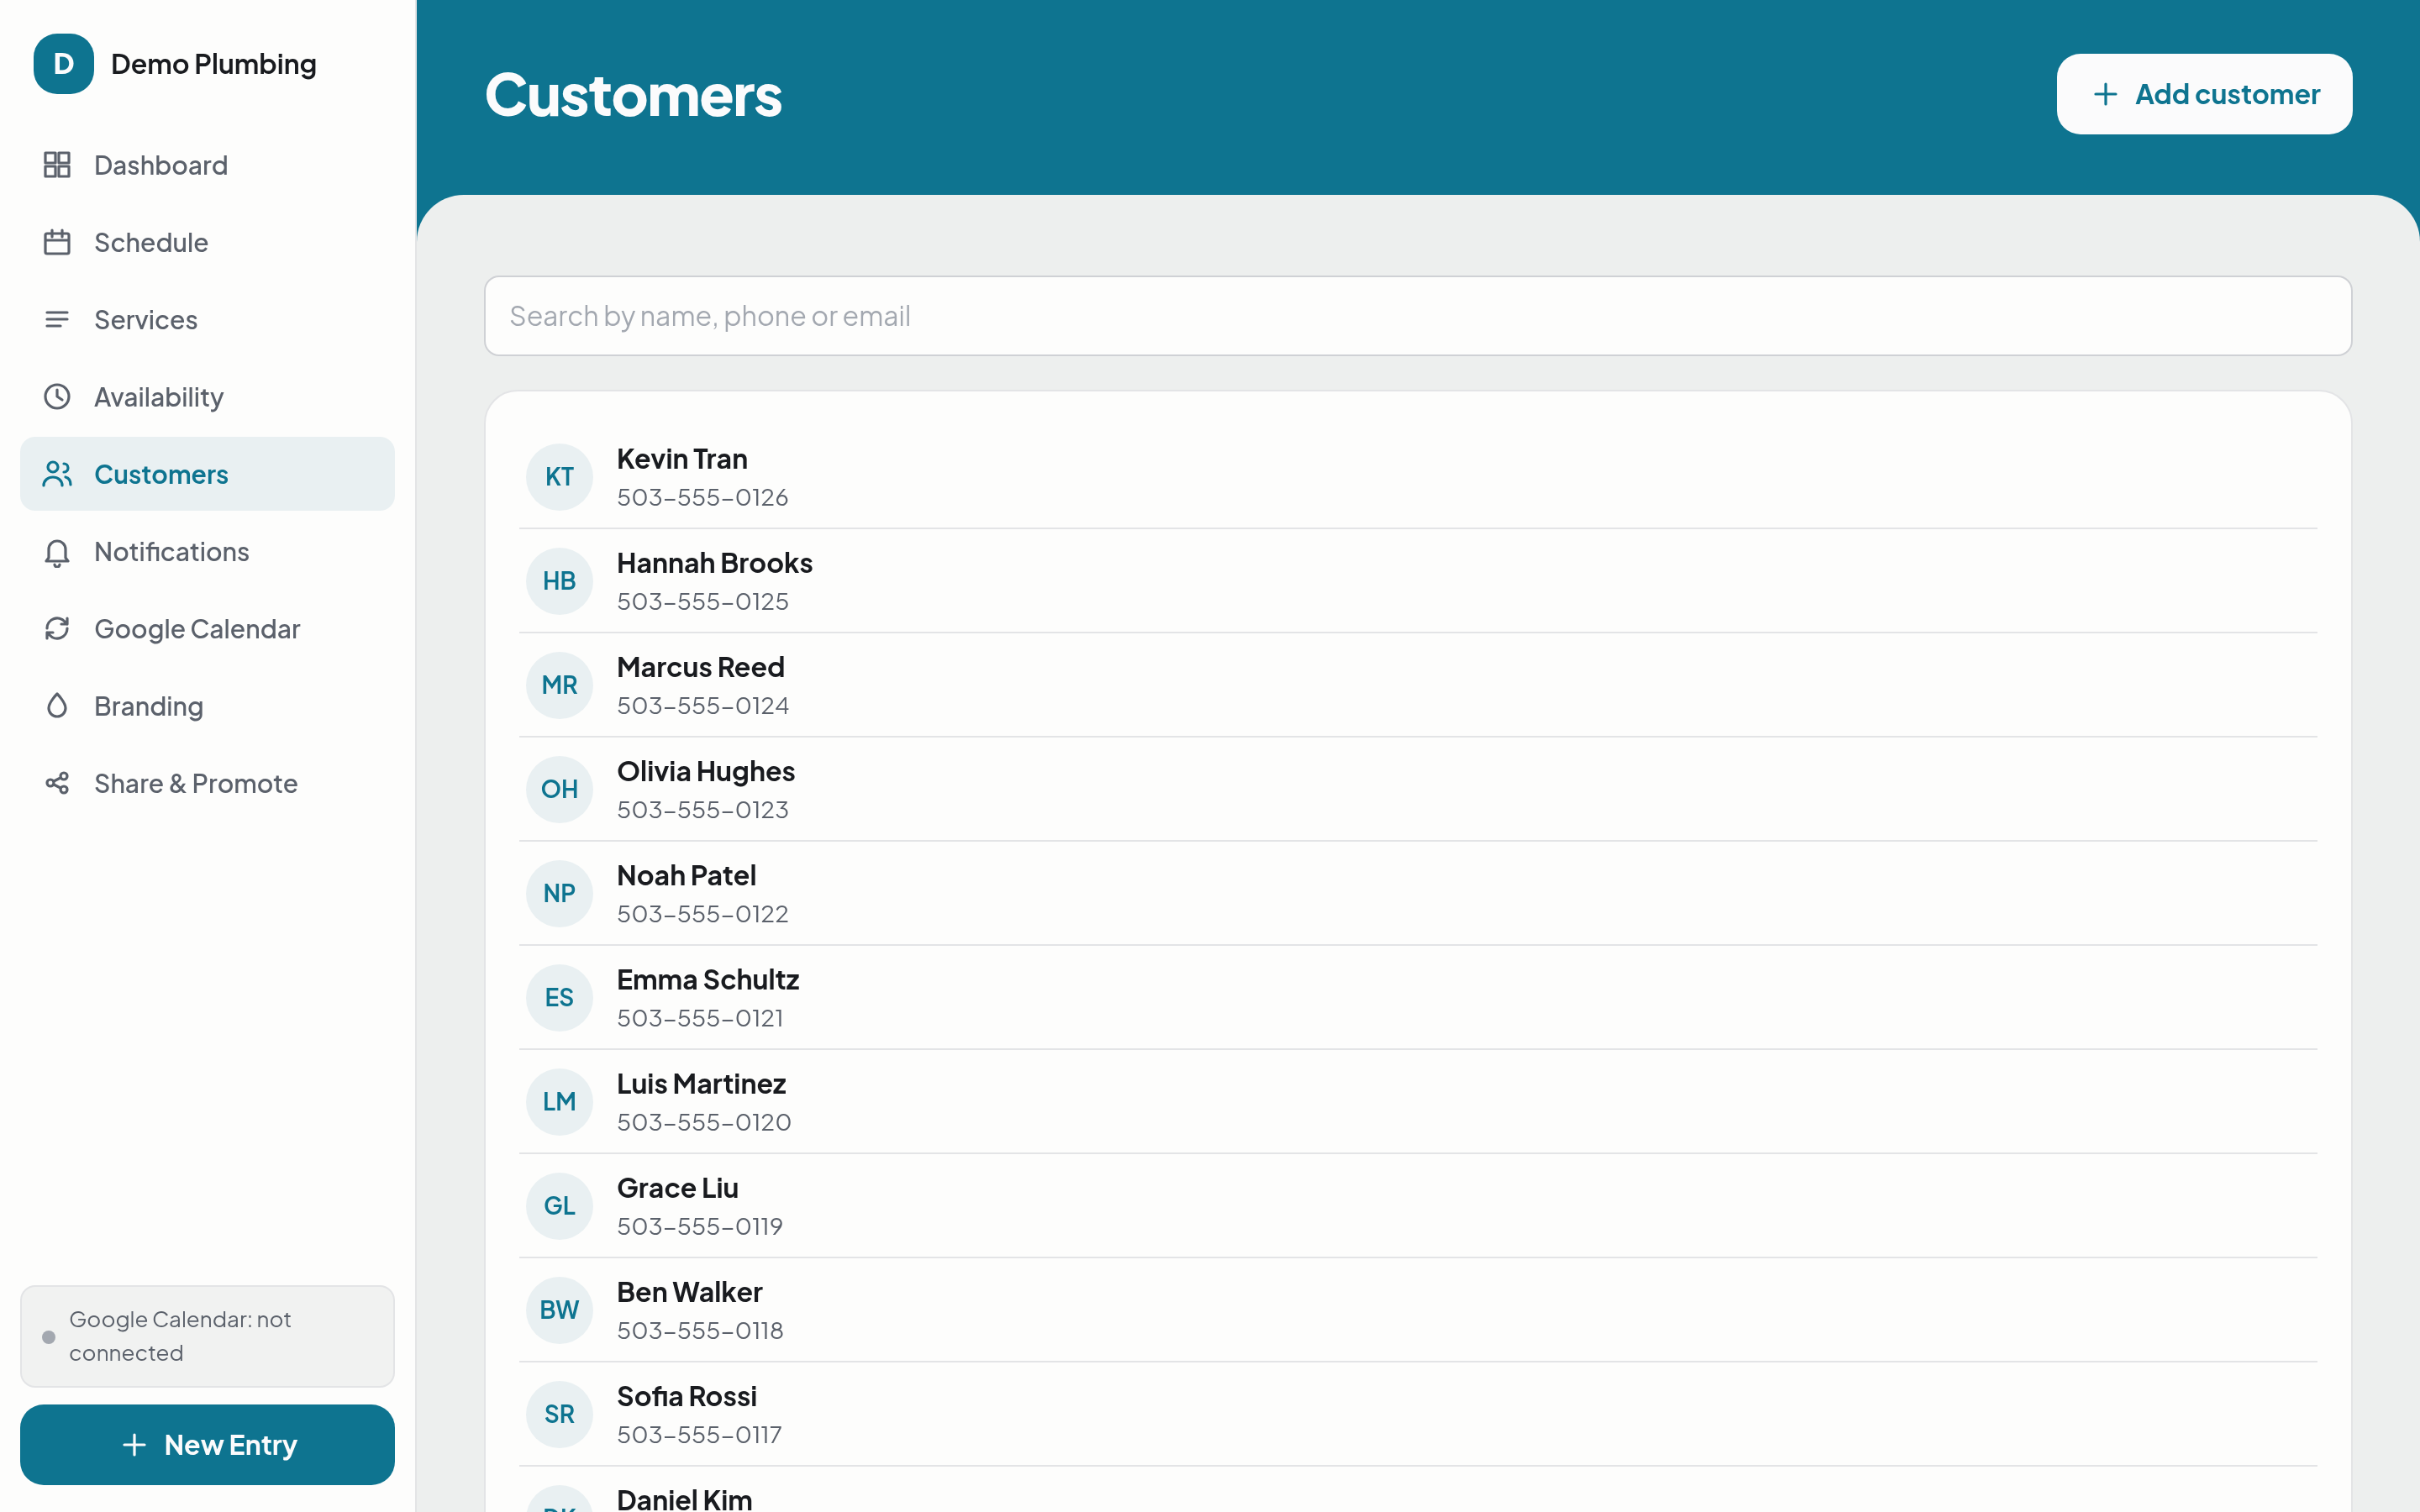 D
Demo Plumbing
Dashboard
Schedule
Services
Availability
Customers
Notifications
Google Calendar
Branding
Share & Promote
Google Calendar: not
connected
+ New Entry
Customers
+ Add customer
Search by name, phone or email
KT
Kevin Tran
503-555-0126
HB
Hannah Brooks
503-555-0125
MR
Marcus Reed
503-555-0124
OH
Olivia Hughes
503-555-0123
NP
Noah Patel
503-555-0122
ES
Emma Schultz
503-555-0121
LM
Luis Martinez
503-555-0120
GL
Grace Liu
503-555-0119
BW
Ben Walker
503-555-0118
SR
Sofia Rossi
503-555-0117
DK
Daniel Kim